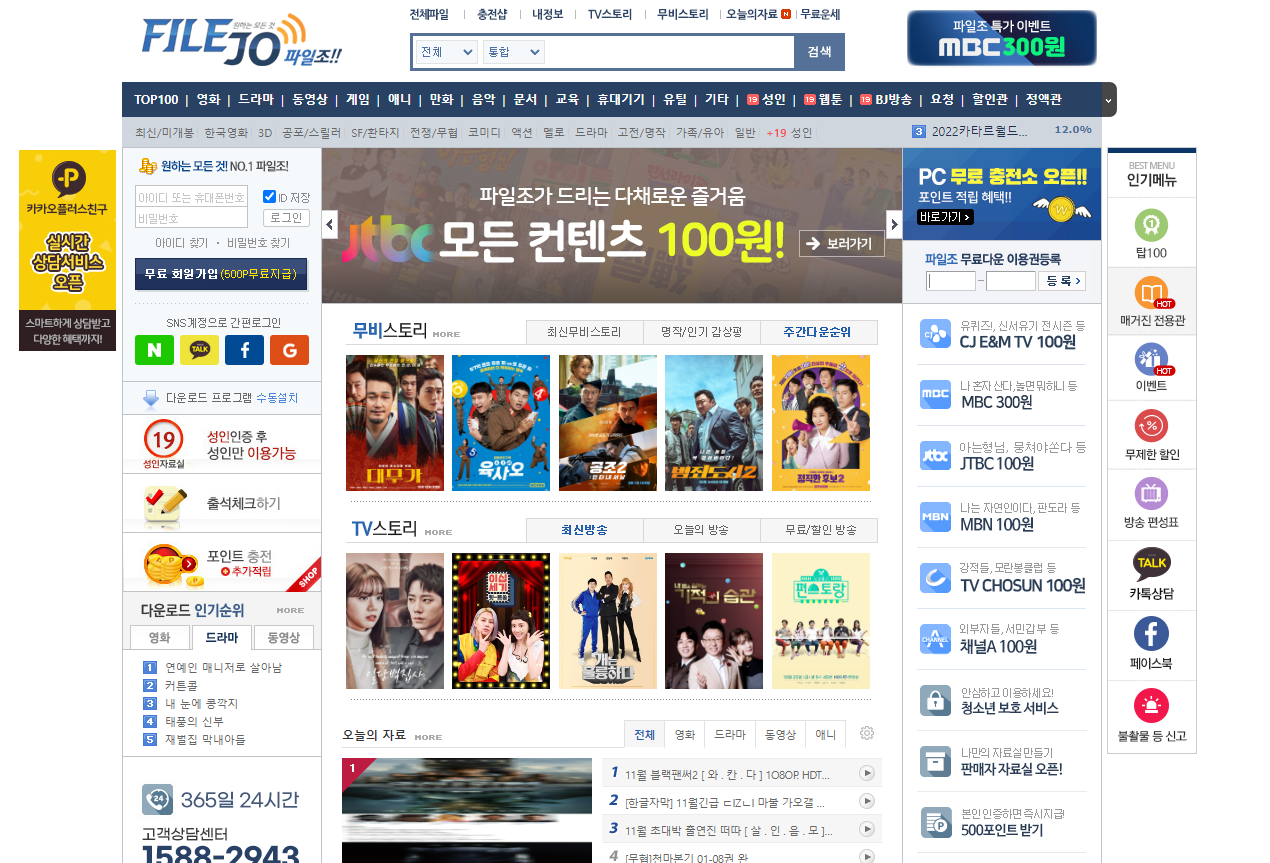 FILEJO 원하는 모든 것 파일조!!
전체파일 | 충전샵 | 내정보 | TV스토리 | 무비스토리 | 오늘의자료 N | 무료운세
전체 통합 검색
파일조 특가 이벤트
MBC300원
TOP100 | 영화 | 드라마 | 동영상 | 게임 | 애니 | 만화 | 음악 | 문서 | 교육 | 휴대기기 | 유틸 | 기타 | 19 성인 | 19 웹툰 | 19 BJ방송 | 요청 | 할인관 | 정액관
최신/미개봉 한국영화 3D 공포/스릴러 SF/환타지 전쟁/무협 코미디 액션 멜로 드라마 고전/명작 가족/유아 일반 +19 성인
3 2022카타르월드... 12.0%
카카오플러스친구
실시간
상담서비스
오픈
스마트하게 상담받고
다양한 혜택까지!
원하는 모든 것! NO.1 파일조!
아이디 또는 휴대폰번호
ID 저장
비밀번호
로그인
아이디 찾기 · 비밀번호 찾기
무료 회원가입(500P무료지급)
SNS계정으로 간편로그인
N TALK f G
다운로드 프로그램 수동설치
19
성인자료실
성인인증 후
성인만 이용가능
출석체크하기
포인트 충전
추가적립
SHOP
다운로드 인기순위 MORE
영화 드라마 동영상
1 연예인 매니저로 살아남
2 커튼콜
3 내 눈에 콩깍지
4 태풍의 신부
5 재벌집 막내아들
365일 24시간
고객상담센터
1588-2943
파일조가 드리는 다채로운 즐거움
jtbc 모든 컨텐츠 100원!
보러가기
무비스토리 MORE
최신무비스토리 명작/인기 감상평 주간다운순위
대무가
육사오
공조2
범죄도시2
정직한 후보2
TV스토리 MORE
최신방송 오늘의 방송 무료/할인 방송
일당백집사
이십세기
개는 훌륭하다
기적의 습관
편스토랑
오늘의 자료 MORE
전체 영화 드라마 동영상 애니
1
1 11월 블랙팬써2 [ 와 . 칸 . 다 ] 1O8OP. HDT...
2 [한글자막] 11월긴급 ㄷIZㄴI 마블 가오갤 ...
3 11월 초대박 출연진 떠따 [ 살 . 인 . 음 . 모 ]...
4 [무협]천마본기 01-08권 완
PC 무료 충전소 오픈!!
포인트 적립 혜택!!
바로가기
파일조 무료다운 이용권등록
등 록
유퀴즈!, 신서유기 전시즌 등
CJ E&M TV 100원
나 혼자 산다,놀면 뭐하니 등
MBC 300원
아는형님, 뭉쳐야쏜다 등
JTBC 100원
나는 자연인이다, 판도라 등
MBN 100원
강적들, 모란봉클럽 등
TV CHOSUN 100원
외부자들, 서민갑부 등
채널A 100원
안심하고 이용하세요!
청소년 보호 서비스
나만의 자료실 만들기
판매자 자료실 오픈!
본인 인증하면 즉시지급!
500포인트 받기
BEST MENU
인기메뉴
탑100
HOT
매거진 전용관
HOT
이벤트
무제한 할인
방송 편성표
TALK
카톡상담
페이스북
불촬물 등 신고